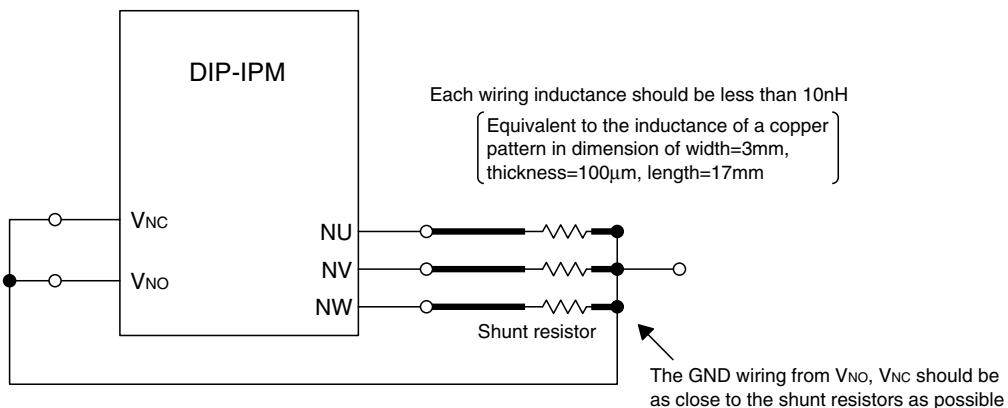 DIP-IPM
Each wiring inductance should be less than 10nH
Equivalent to the inductance of a copper
pattern in dimension of width=3mm,
thickness=100μm, length=17mm
VNC
NU
NV
VNO
NW
Shunt resistor
The GND wiring from VNO, VNC should be
as close to the shunt resistors as possible